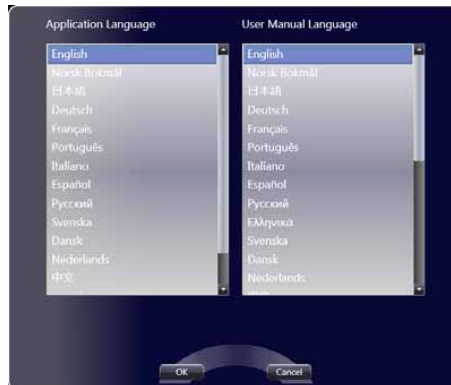 Application Language
English
Norsk Bokmål
日本語
Deutsch
Français
Português
Italiano
Español
Русский
Svenska
Dansk
Nederlands
中文
User Manual Language
English
Norsk Bokmål
日本語
Deutsch
Français
Português
Italiano
Español
Русский
Ελληνικά
Svenska
Dansk
Nederlands
OK
Cancel